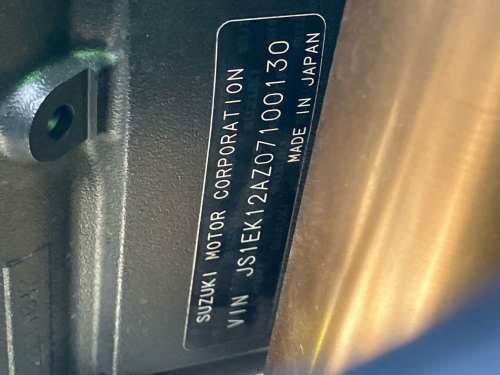 SUZUKI MOTOR CORPORATION
VIN JS1EK12AZ07100130
MADE IN JAPAN